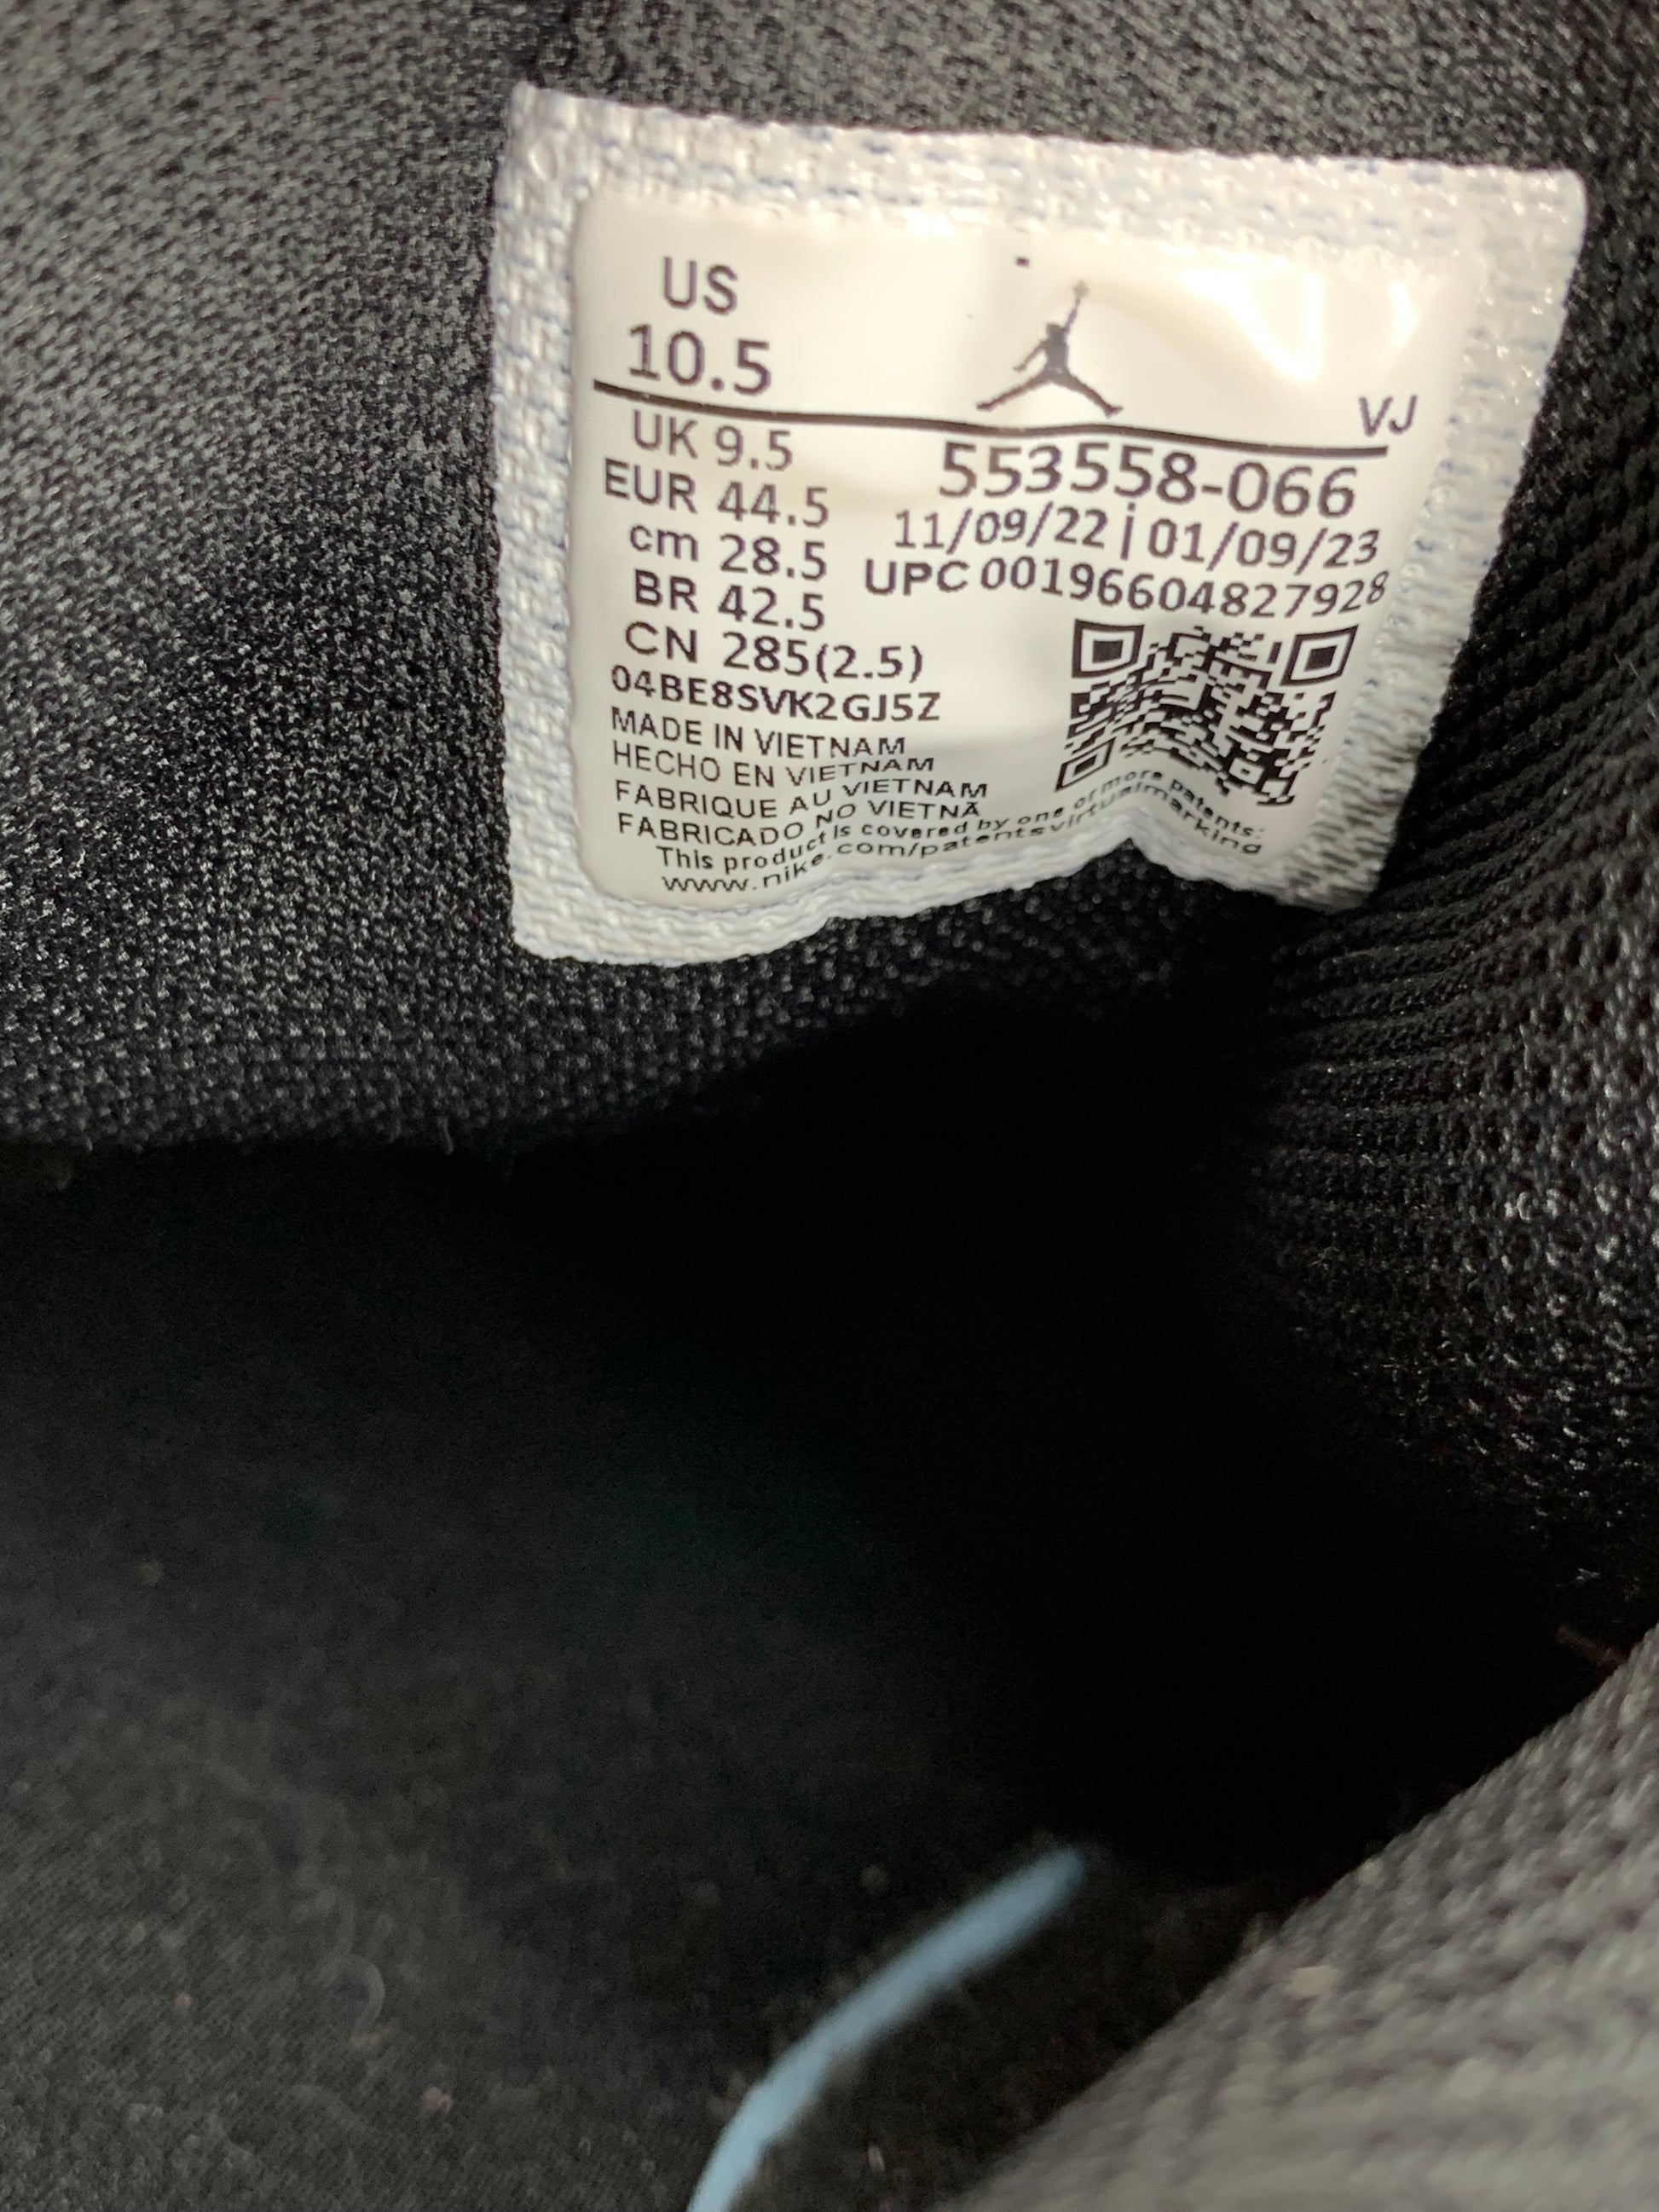 US
10.5
VJ
UK 9.5
EUR 44.5
cm 28.5
BR 42.5
CN 285(2.5)
553558-066
11/09/22 | 01/09/23
UPC 00196604827928
04BE8SVK2GJ5Z
MADE IN VIETNAM
HECHO EN VIETNAM
FABRIQUE AU VIETNAM
FABRICADO NO VIETNÃ
This product is covered by one or more patents:
www.nike.com/patentsvirtualmarking